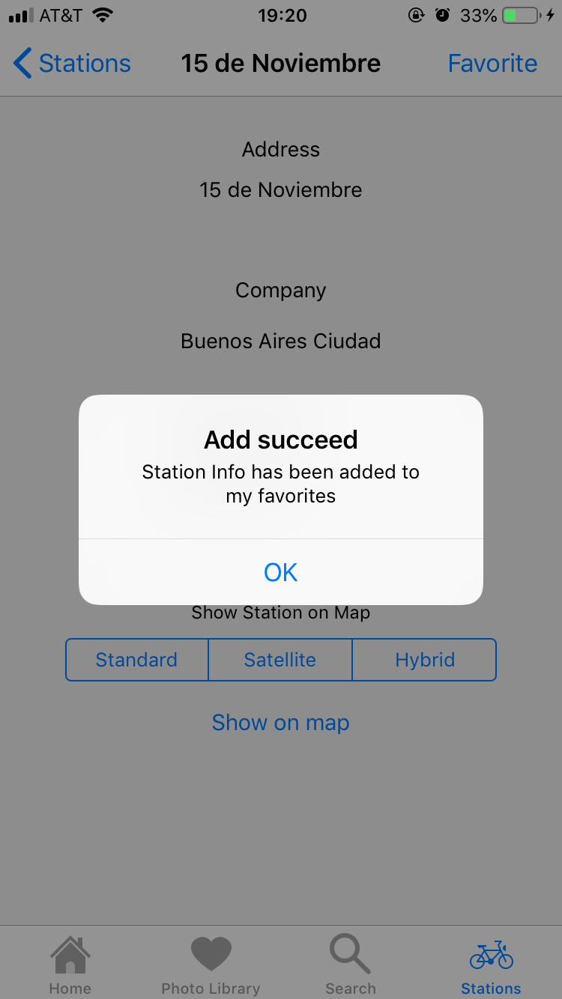 AT&T 19:20 33%
Stations 15 de Noviembre Favorite
Address
15 de Noviembre
Company
Buenos Aires Ciudad
Add succeed
Station Info has been added to
my favorites
OK
Show Station on Map
Standard Satellite Hybrid
Show on map
Home Photo Library Search Stations